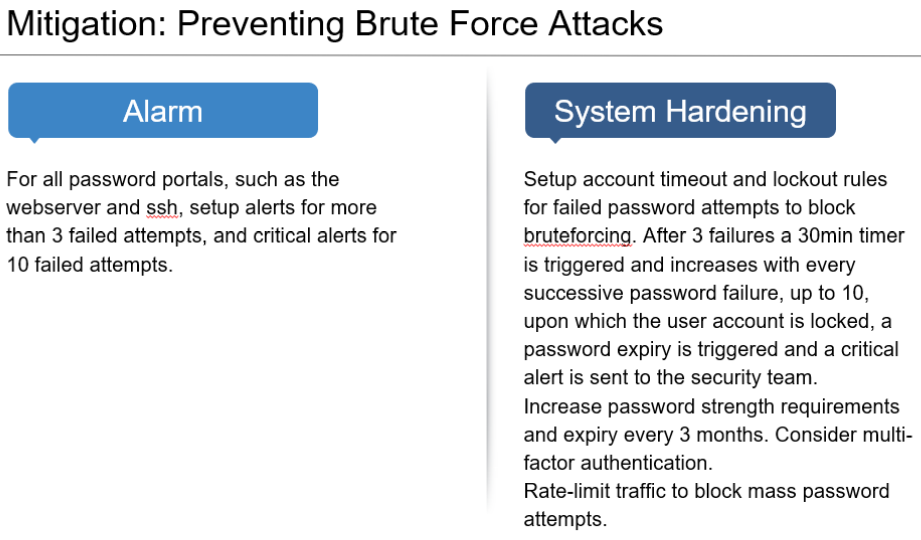 Mitigation: Preventing Brute Force Attacks
Alarm
For all password portals, such as the
webserver and ssh, setup alerts for more
than 3 failed attempts, and critical alerts for
10 failed attempts.
System Hardening
Setup account timeout and lockout rules
for failed password attempts to block
bruteforcing. After 3 failures a 30min timer
is triggered and increases with every
successive password failure, up to 10,
upon which the user account is locked, a
password expiry is triggered and a critical
alert is sent to the security team.
Increase password strength requirements
and expiry every 3 months. Consider multi-
factor authentication.
Rate-limit traffic to block mass password
attempts.